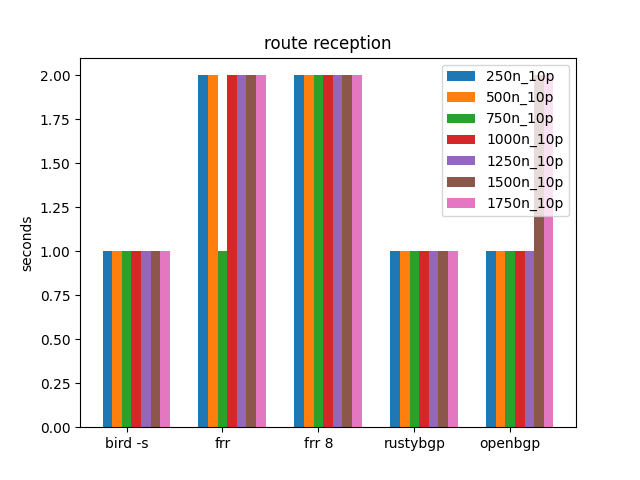 route reception
seconds
2.00
1.75
1.50
1.25
1.00
0.75
0.50
0.25
0.00
250n_10p
500n_10p
750n_10p
1000n_10p
1250n_10p
1500n_10p
1750n_10p
bird -s frr frr 8 rustybgp openbgp